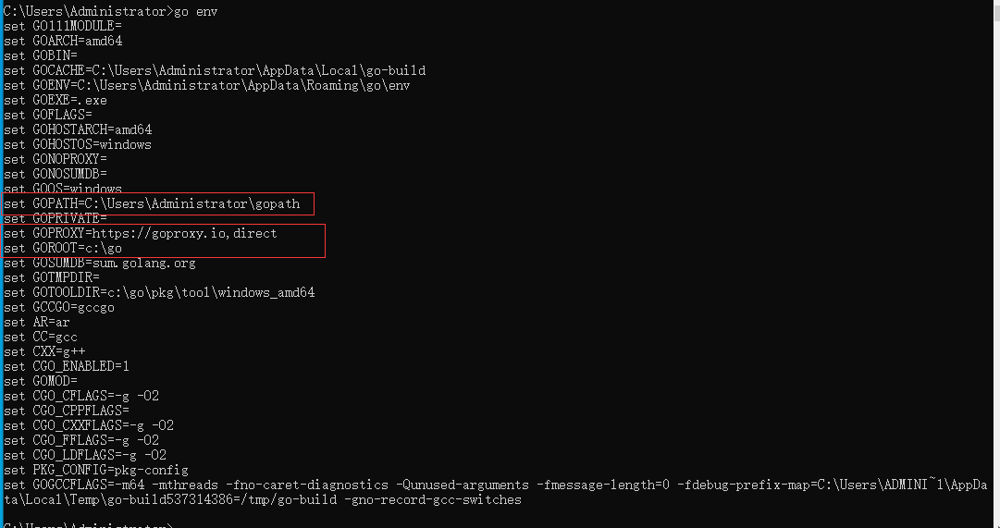 C:\Users\Administrator>go env
set GO111MODULE=
set GOARCH=amd64
set GOBIN=
set GOCACHE=C:\Users\Administrator\AppData\Local\go-build
set GOENV=C:\Users\Administrator\AppData\Roaming\go\env
set GOEXE=.exe
set GOFLAGS=
set GOHOSTARCH=amd64
set GOHOSTOS=windows
set GONOPROXY=
set GONOSUMDB=
set GOOS=windows
set GOPATH=C:\Users\Administrator\gopath
set GOPRIVATE=
set GOPROXY=https://goproxy.io,direct
set GOROOT=c:\go
set GOSUMDB=sum.golang.org
set GOTMPDIR=
set GOTOOLDIR=c:\go\pkg\tool\windows_amd64
set GCCGO=gccgo
set AR=ar
set CC=gcc
set CXX=g++
set CGO_ENABLED=1
set GOMOD=
set CGO_CFLAGS=-g -O2
set CGO_CPPFLAGS=
set CGO_CXXFLAGS=-g -O2
set CGO_FFLAGS=-g -O2
set CGO_LDFLAGS=-g -O2
set PKG_CONFIG=pkg-config
set GOGCCFLAGS=-m64 -mthreads -fno-caret-diagnostics -Qunused-arguments -fmessage-length=0 -fdebug-prefix-map=C:\Users\ADMINI~1\AppDa
ta\Local\Temp\go-build537314386=/tmp/go-build -gno-record-gcc-switches
C:\Users\Administrator>